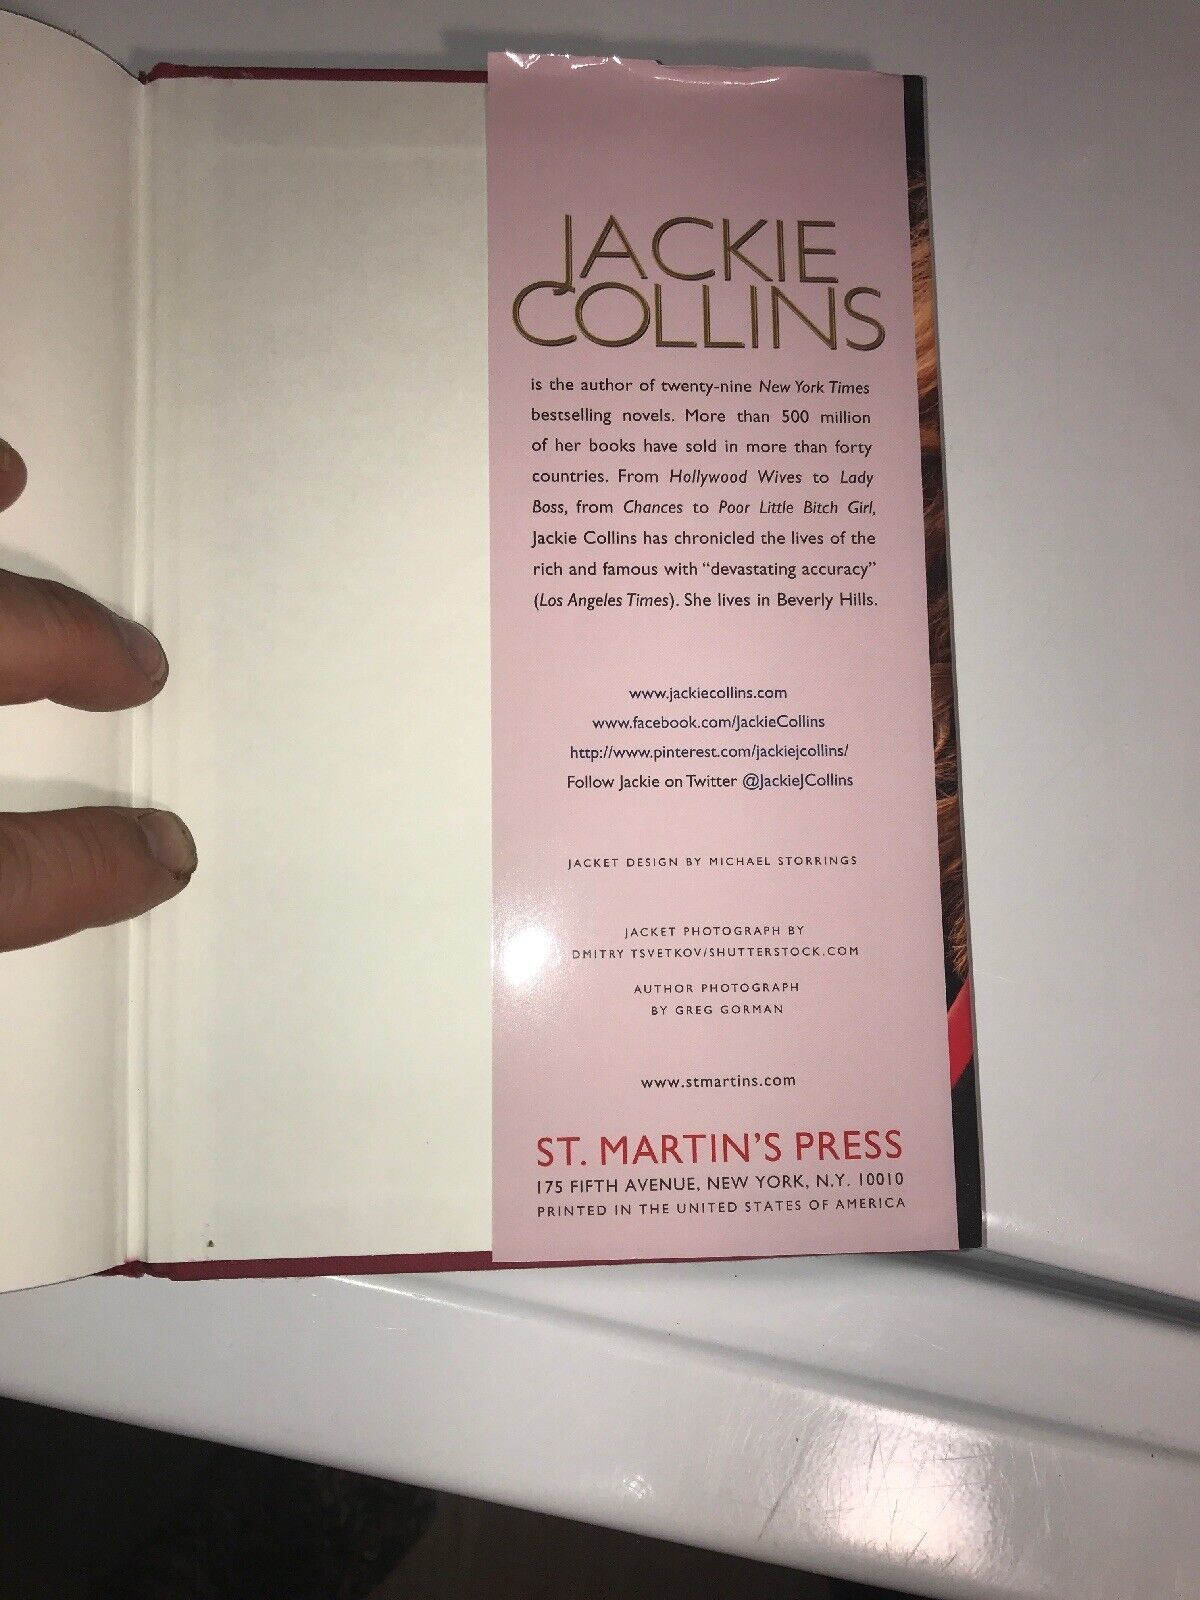 JACKIE
COLLINS
is the author of twenty-nine New York Times
bestselling novels. More than 500 million
of her books have sold in more than forty
countries. From Hollywood Wives to Lady
Boss, from Chances to Poor Little Bitch Girl,
Jackie Collins has chronicled the lives of the
rich and famous with “devastating accuracy”
(Los Angeles Times). She lives in Beverly Hills.
www.jackiecollins.com
www.facebook.com/JackieCollins
http://www.pinterest.com/jackiejcollins/
Follow Jackie on Twitter @JackieJCollins
JACKET DESIGN BY MICHAEL STORRINGS
JACKET PHOTOGRAPH BY
DMITRY TSVETKOV/SHUTTERSTOCK.COM
AUTHOR PHOTOGRAPH
BY GREG GORMAN
www.stmartins.com
ST. MARTIN’S PRESS
175 FIFTH AVENUE, NEW YORK, N.Y. 10010
PRINTED IN THE UNITED STATES OF AMERICA